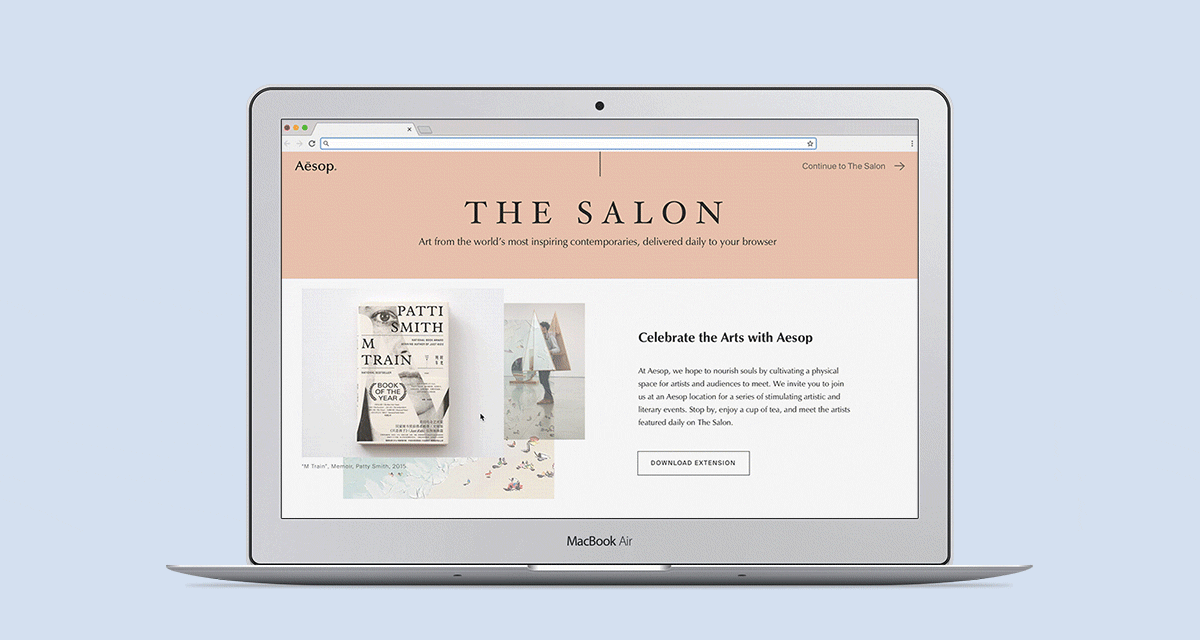 Aēsop.
Continue to The Salon
THE SALON
Art from the world's most inspiring contemporaries, delivered daily to your browser
PATTI
SMITH
M
TRAIN
BOOK
OF THE
YEAR
"M Train", Memoir, Patty Smith, 2015
Celebrate the Arts with Aesop
At Aesop, we hope to nourish souls by cultivating a physical
space for artists and audiences to meet. We invite you to join
us at an Aesop location for a series of stimulating artistic and
literary events. Stop by, enjoy a cup of tea, and meet the artists
featured daily on The Salon.
DOWNLOAD EXTENSION
MacBook Air